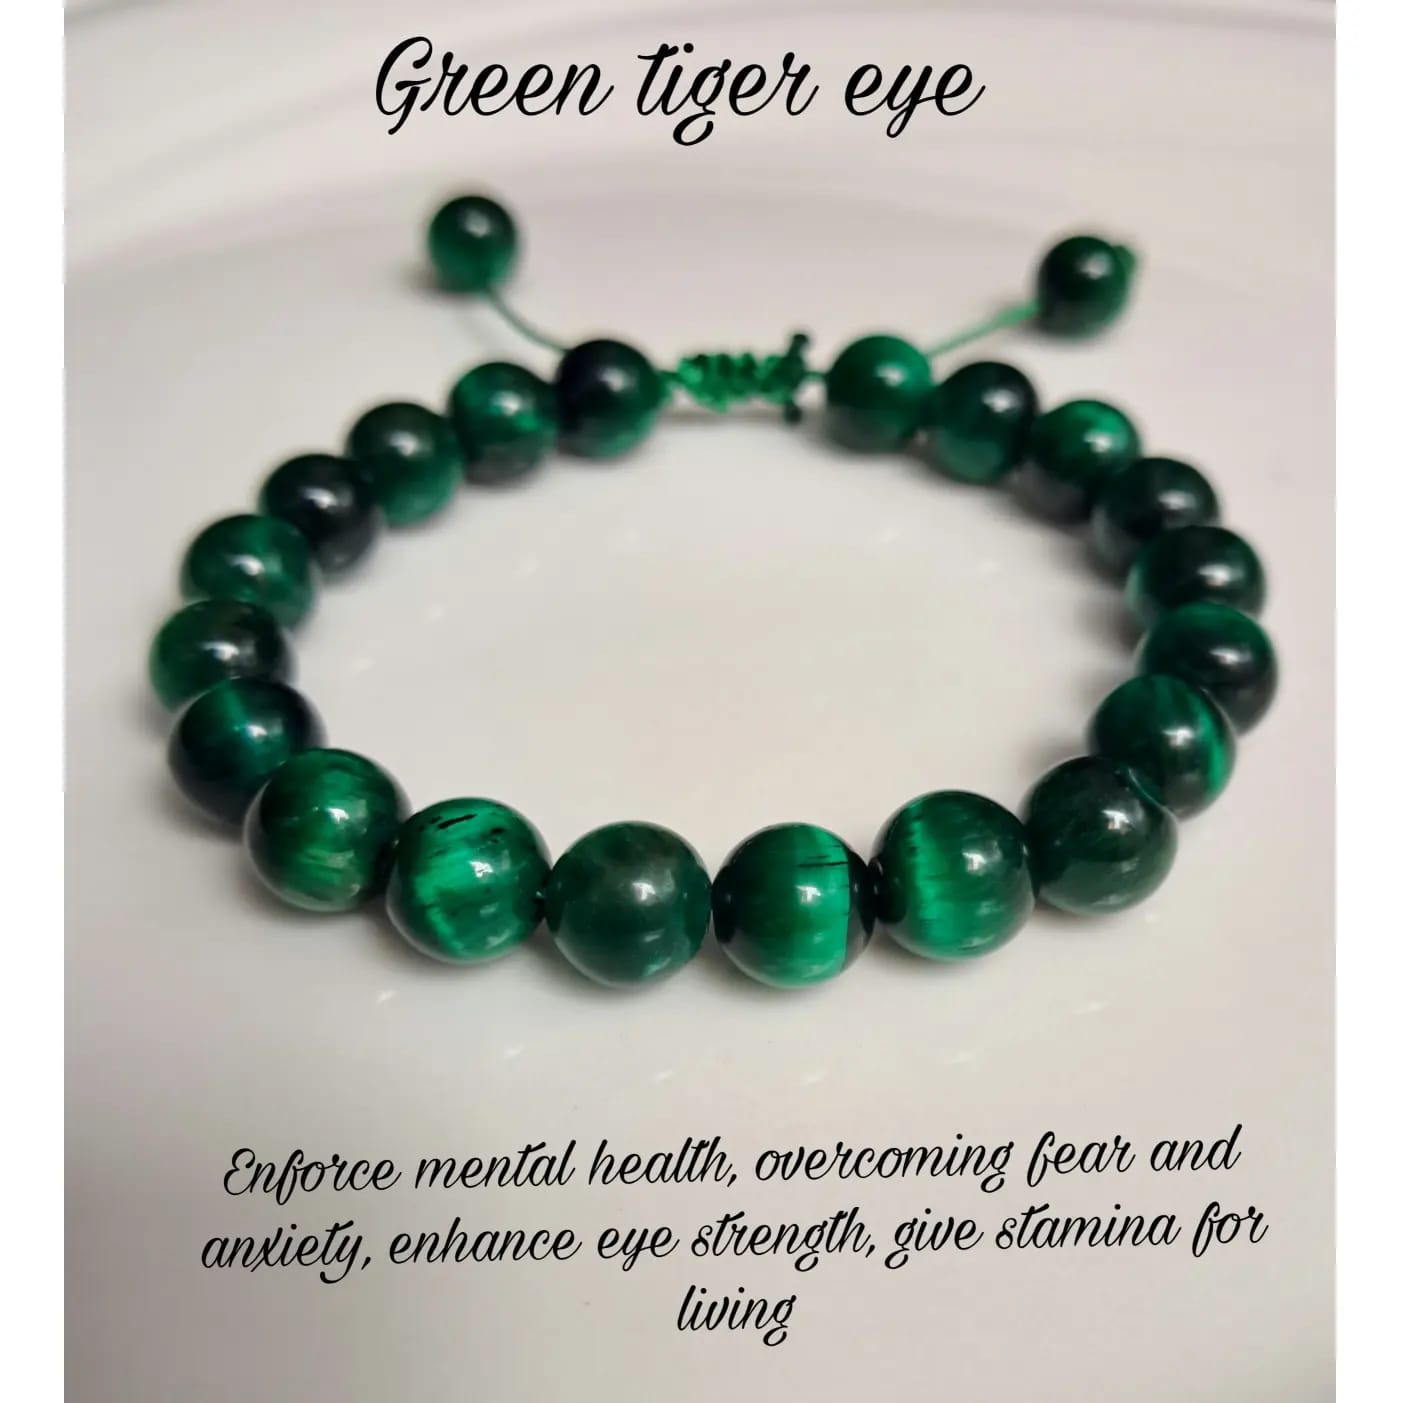 Green tiger eye
Enforce mental health, overcoming fear and
anxiety, enhance eye strength, give stamina for
living